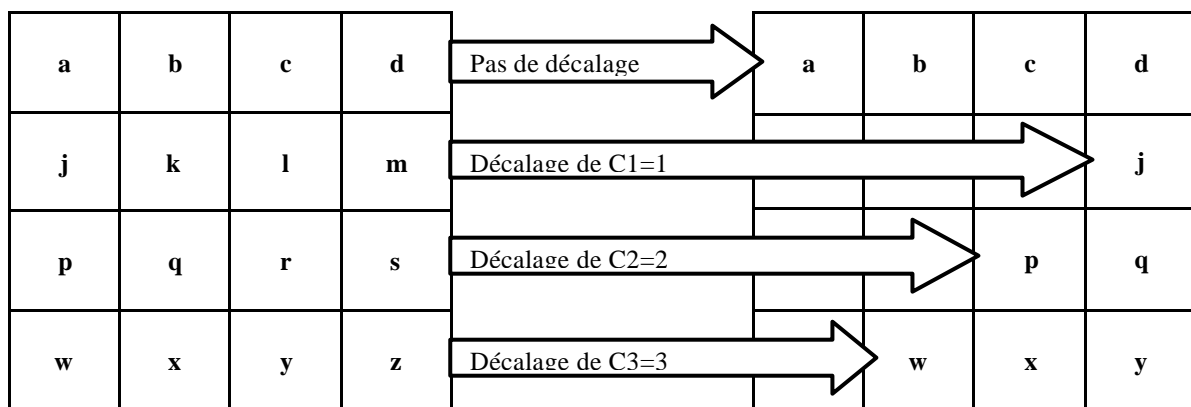 a b c d Pas de décalage a b c d
j k l m Décalage de C1=1 j
p q r s Décalage de C2=2 p q
w x y z Décalage de C3=3 w x y